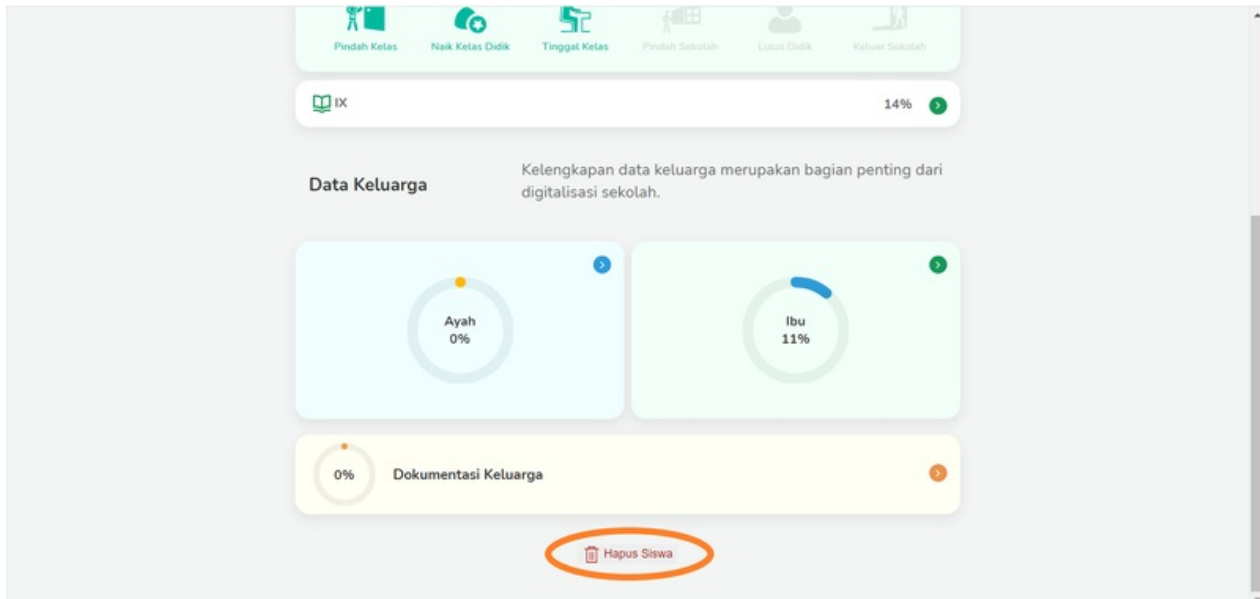 Pindah Kelas Naik Kelas Didik Tinggal Kelas Pindah Sekolah Lulus Didik Keluar Sekolah
IX 14%
Data Keluarga
Kelengkapan data keluarga merupakan bagian penting dari
digitalisasi sekolah.
Ayah
0%
Ibu
11%
0% Dokumentasi Keluarga
Hapus Siswa